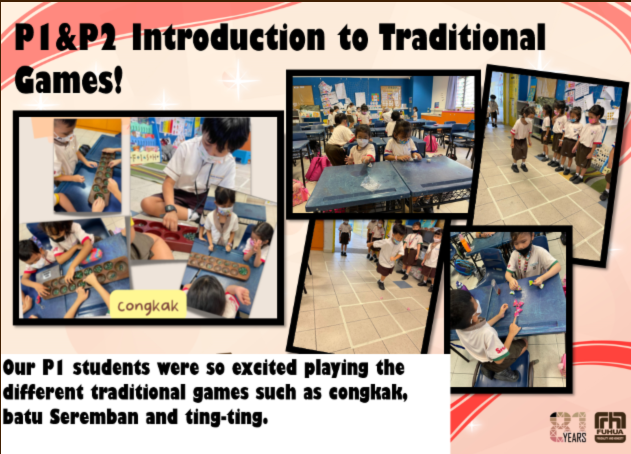 P1&P2 Introduction to Traditional
Games!
congkak
Our P1 students were so excited playing the
different traditional games such as congkak,
batu Seremban and ting-ting.
81
YEARS
FUHUA